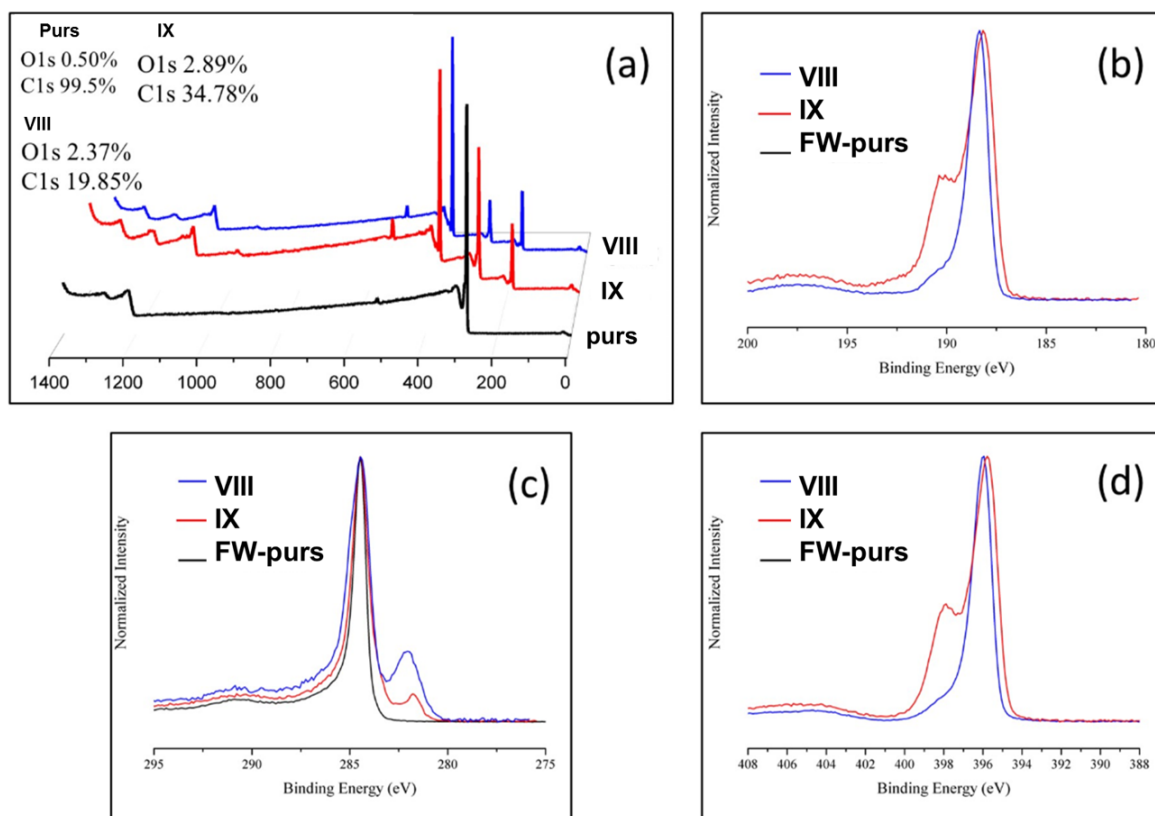 Purs IX
O1s 0.50%
C1s 99.5%
O1s 2.89%
C1s 34.78%
VIII
O1s 2.37%
C1s 19.85%
(a)
VIII
IX
purs
1400 1200 1000 800 600 400 200 0
(b)
VIII
IX
FW-purs
Normalized Intensity
200 195 190 185 180
Binding Energy (eV)
(c)
VIII
IX
FW-purs
Normalized Intensity
295 290 285 280 275
Binding Energy (eV)
(d)
VIII
IX
FW-purs
Normalized Intensity
408 406 404 402 400 398 396 394 392 390 388
Binding Energy (eV)